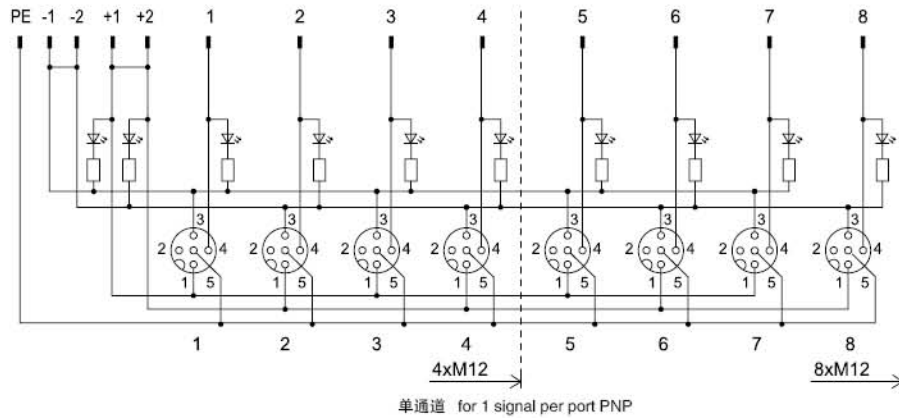 PE -1 -2 +1 +2 1 2 3 4 5 6 7 8
3 3 3 3 3 3 3 3
2 4 2 4 2 4 2 4 2 4 2 4 2 4 2 4
1 5 1 5 1 5 1 5 1 5 1 5 1 5 1 5
1 2 3 4 5 6 7 8
4xM12 8xM12
单通道 for 1 signal per port PNP